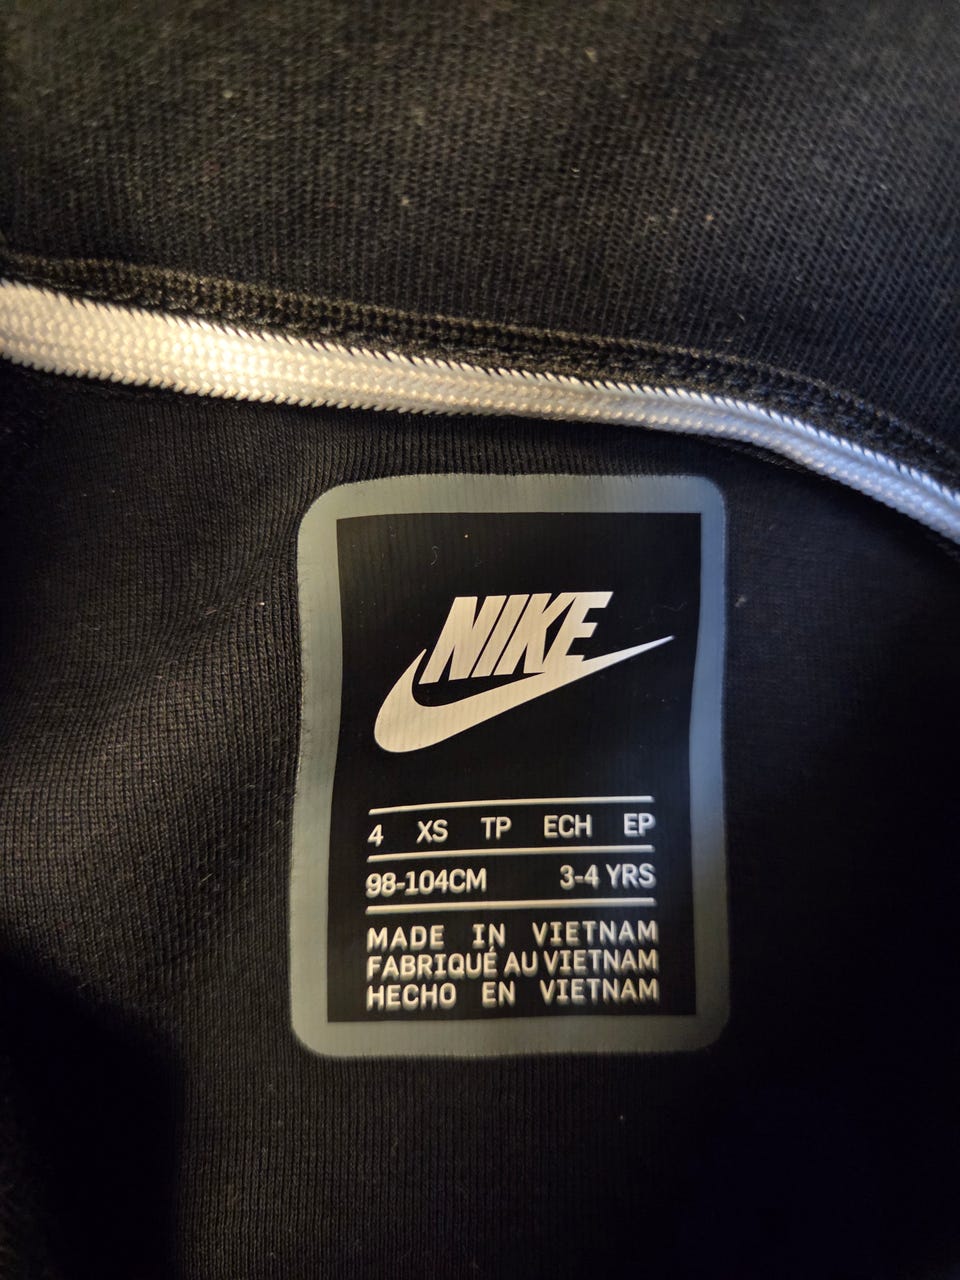 NIKE
4 XS TP ECH EP
98-104CM 3-4 YRS
MADE IN VIETNAM
FABRIQUÉ AU VIETNAM
HECHO EN VIETNAM